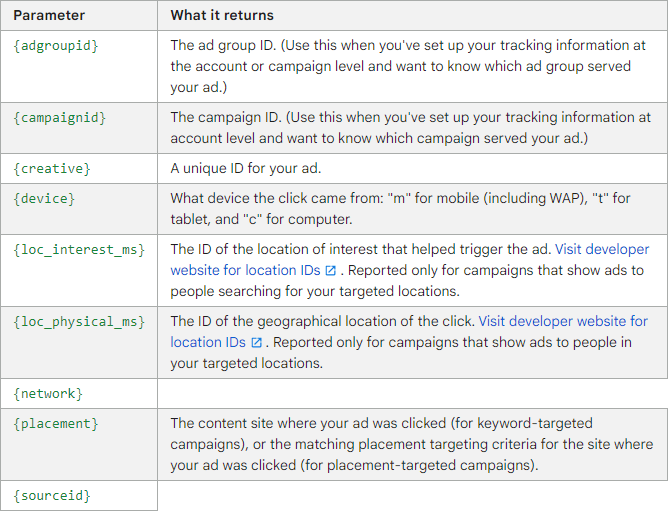 Parameter What it returns
{adgroupid} The ad group ID. (Use this when you've set up your tracking information at
the account or campaign level and want to know which ad group served
your ad.)
{campaignid} The campaign ID. (Use this when you've set up your tracking information at
account level and want to know which campaign served your ad.)
{creative} A unique ID for your ad.
{device} What device the click came from: "m" for mobile (including WAP), "t" for
tablet, and "c" for computer.
{loc_interest_ms} The ID of the location of interest that helped trigger the ad. Visit developer
website for location IDs . Reported only for campaigns that show ads to
people searching for your targeted locations.
{loc_physical_ms} The ID of the geographical location of the click. Visit developer website for
location IDs . Reported only for campaigns that show ads to people in
your targeted locations.
{network}
{placement} The content site where your ad was clicked (for keyword-targeted
campaigns), or the matching placement targeting criteria for the site where
your ad was clicked (for placement-targeted campaigns).
{sourceid}